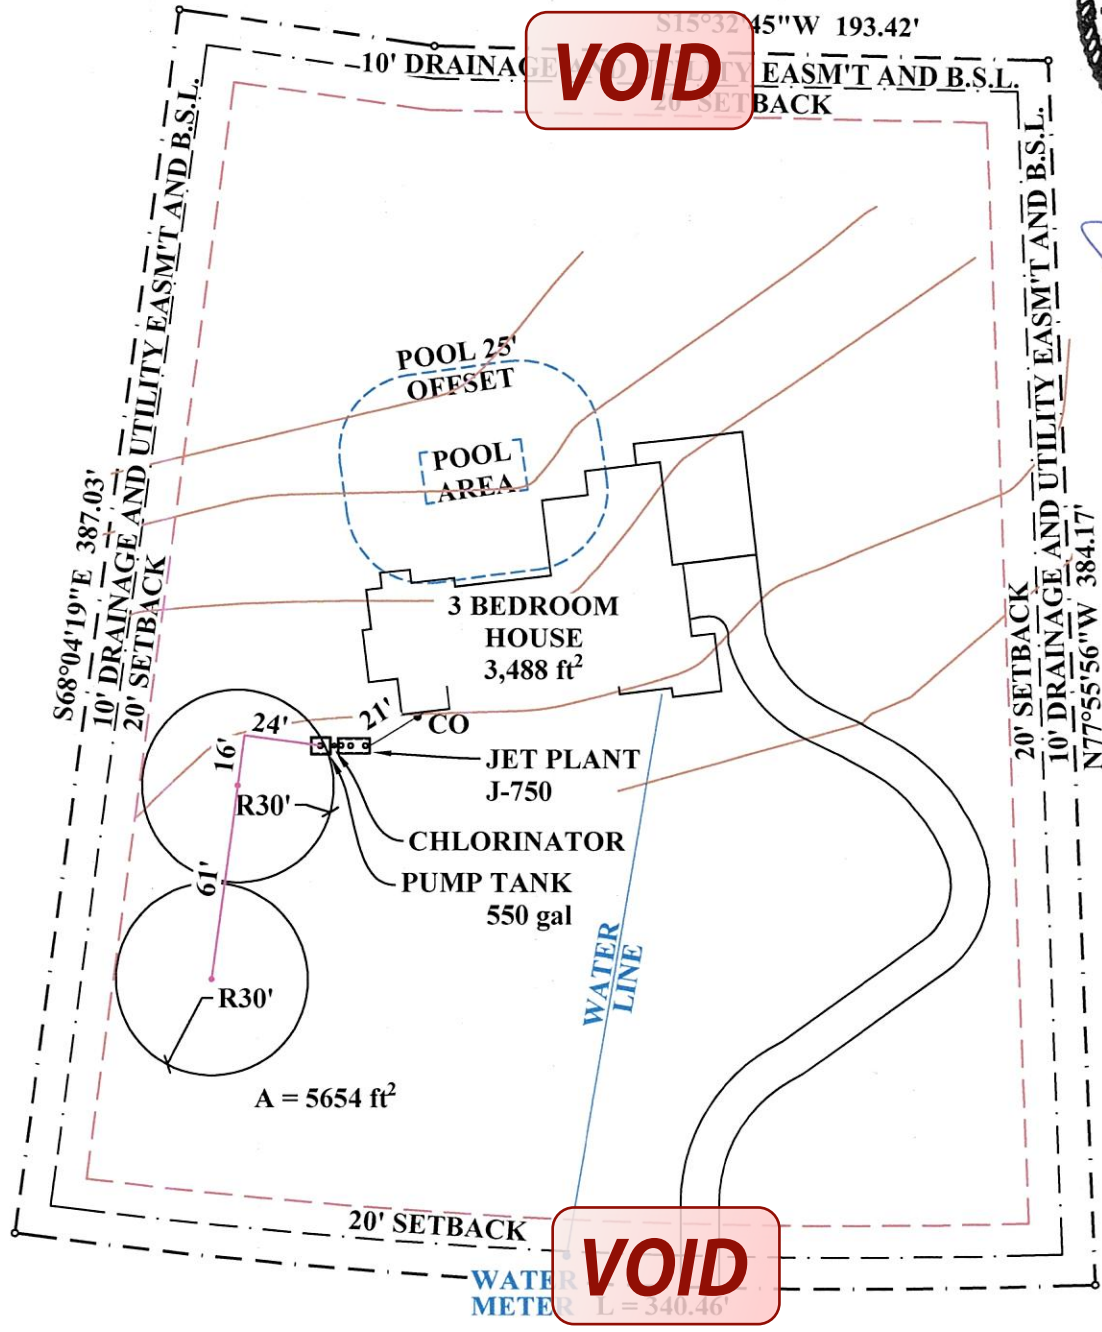 S15°32'45"W 193.42'
VOID
10' DRAINAGE AND UTILITY EASM'T AND B.S.L.
20' SETBACK
10' DRAINAGE AND UTILITY EASM'T AND B.S.L.
20' SETBACK
S68°04'19"E 387.03'
POOL 25'
OFFSET
POOL
AREA
3 BEDROOM
HOUSE
3,488 ft²
20' SETBACK
10' DRAINAGE AND UTILITY EASM'T AND B.S.L.
N77°55'56"W 384.17'
24'
21'
CO
16'
JET PLANT
J-750
R30'
CHLORINATOR
61'
PUMP TANK
550 gal
WATER
LINE
R30'
A = 5654 ft²
20' SETBACK
VOID
WATER
METER
L = 340.46'